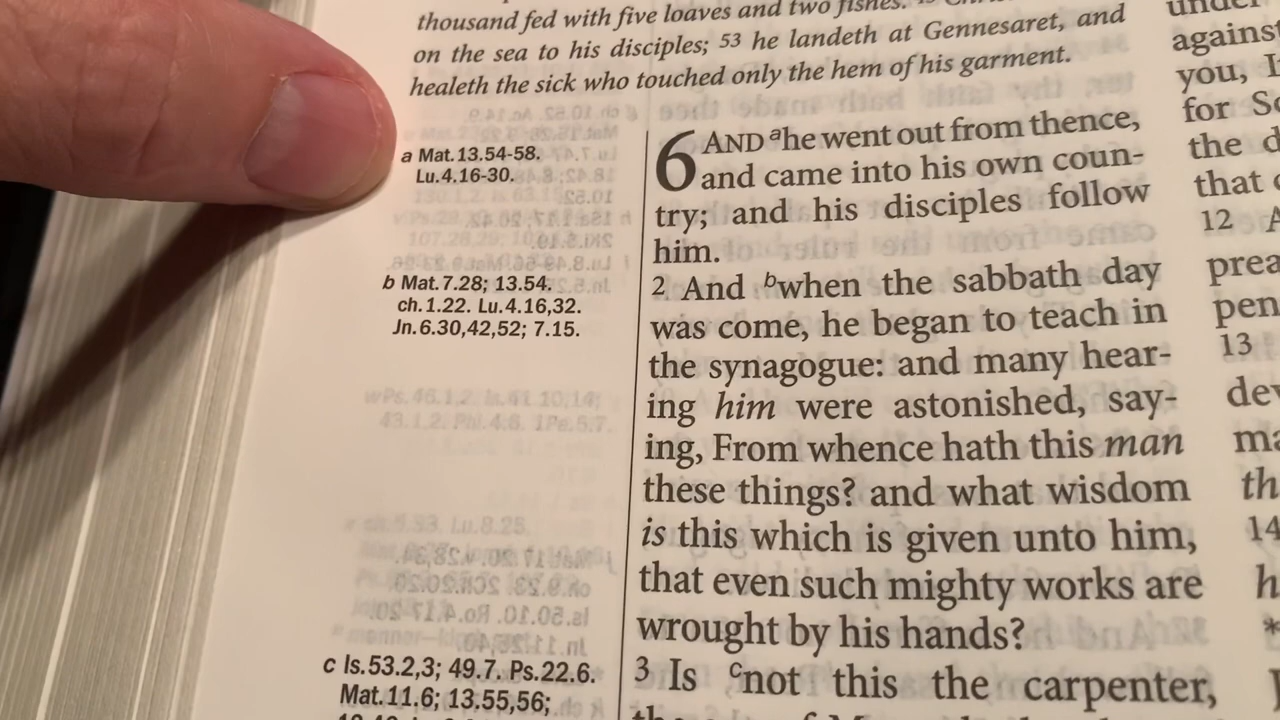 thousand fed with five loaves and two fishes.
on the sea to his disciples; 53 he landeth at Gennesaret, and
healeth the sick who touched only the hem of his garment.
a Mat.13.54-58.
Lu.4.16-30.
b Mat.7.28; 13.54.
ch.1.22. Lu.4.16,32.
Jn.6.30,42,52; 7.15.
c Is.53.2,3; 49.7. Ps.22.6.
Mat.11.6; 13.55,56;
6 AND a he went out from thence,
and came into his own coun-
try; and his disciples follow
him.
2 And b when the sabbath day
was come, he began to teach in
the synagogue: and many hear-
ing him were astonished, say-
ing, From whence hath this man
these things? and what wisdom
is this which is given unto him,
that even such mighty works are
wrought by his hands?
3 Is c not this the carpenter,
under
against
you, I
for
the
that
12
13
14